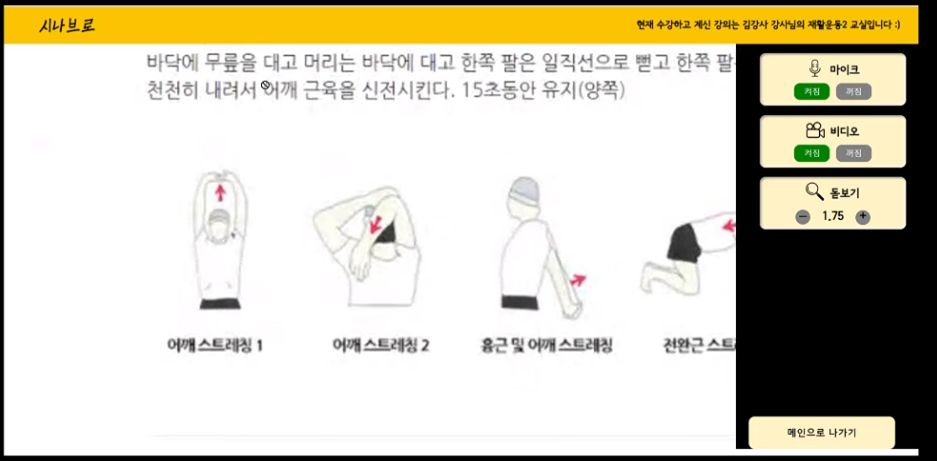 시나브로
현재 수강하고 계신 강의는 김강사 강사님의 재활운동2 교실입니다 :)
바닥에 무릎을 대고 머리는 바닥에 대고 한쪽 팔은 일직선으로 뻗고 한쪽 팔
천천히 내려서 어깨 근육을 신전시킨다. 15초동안 유지(양쪽)
어깨 스트레칭 1
어깨 스트레칭 2
흉근 및 어깨 스트레칭
전완근 스트
마이크
켜짐 꺼짐
비디오
켜짐 꺼짐
돋보기
− 1.75 +
메인으로 나가기